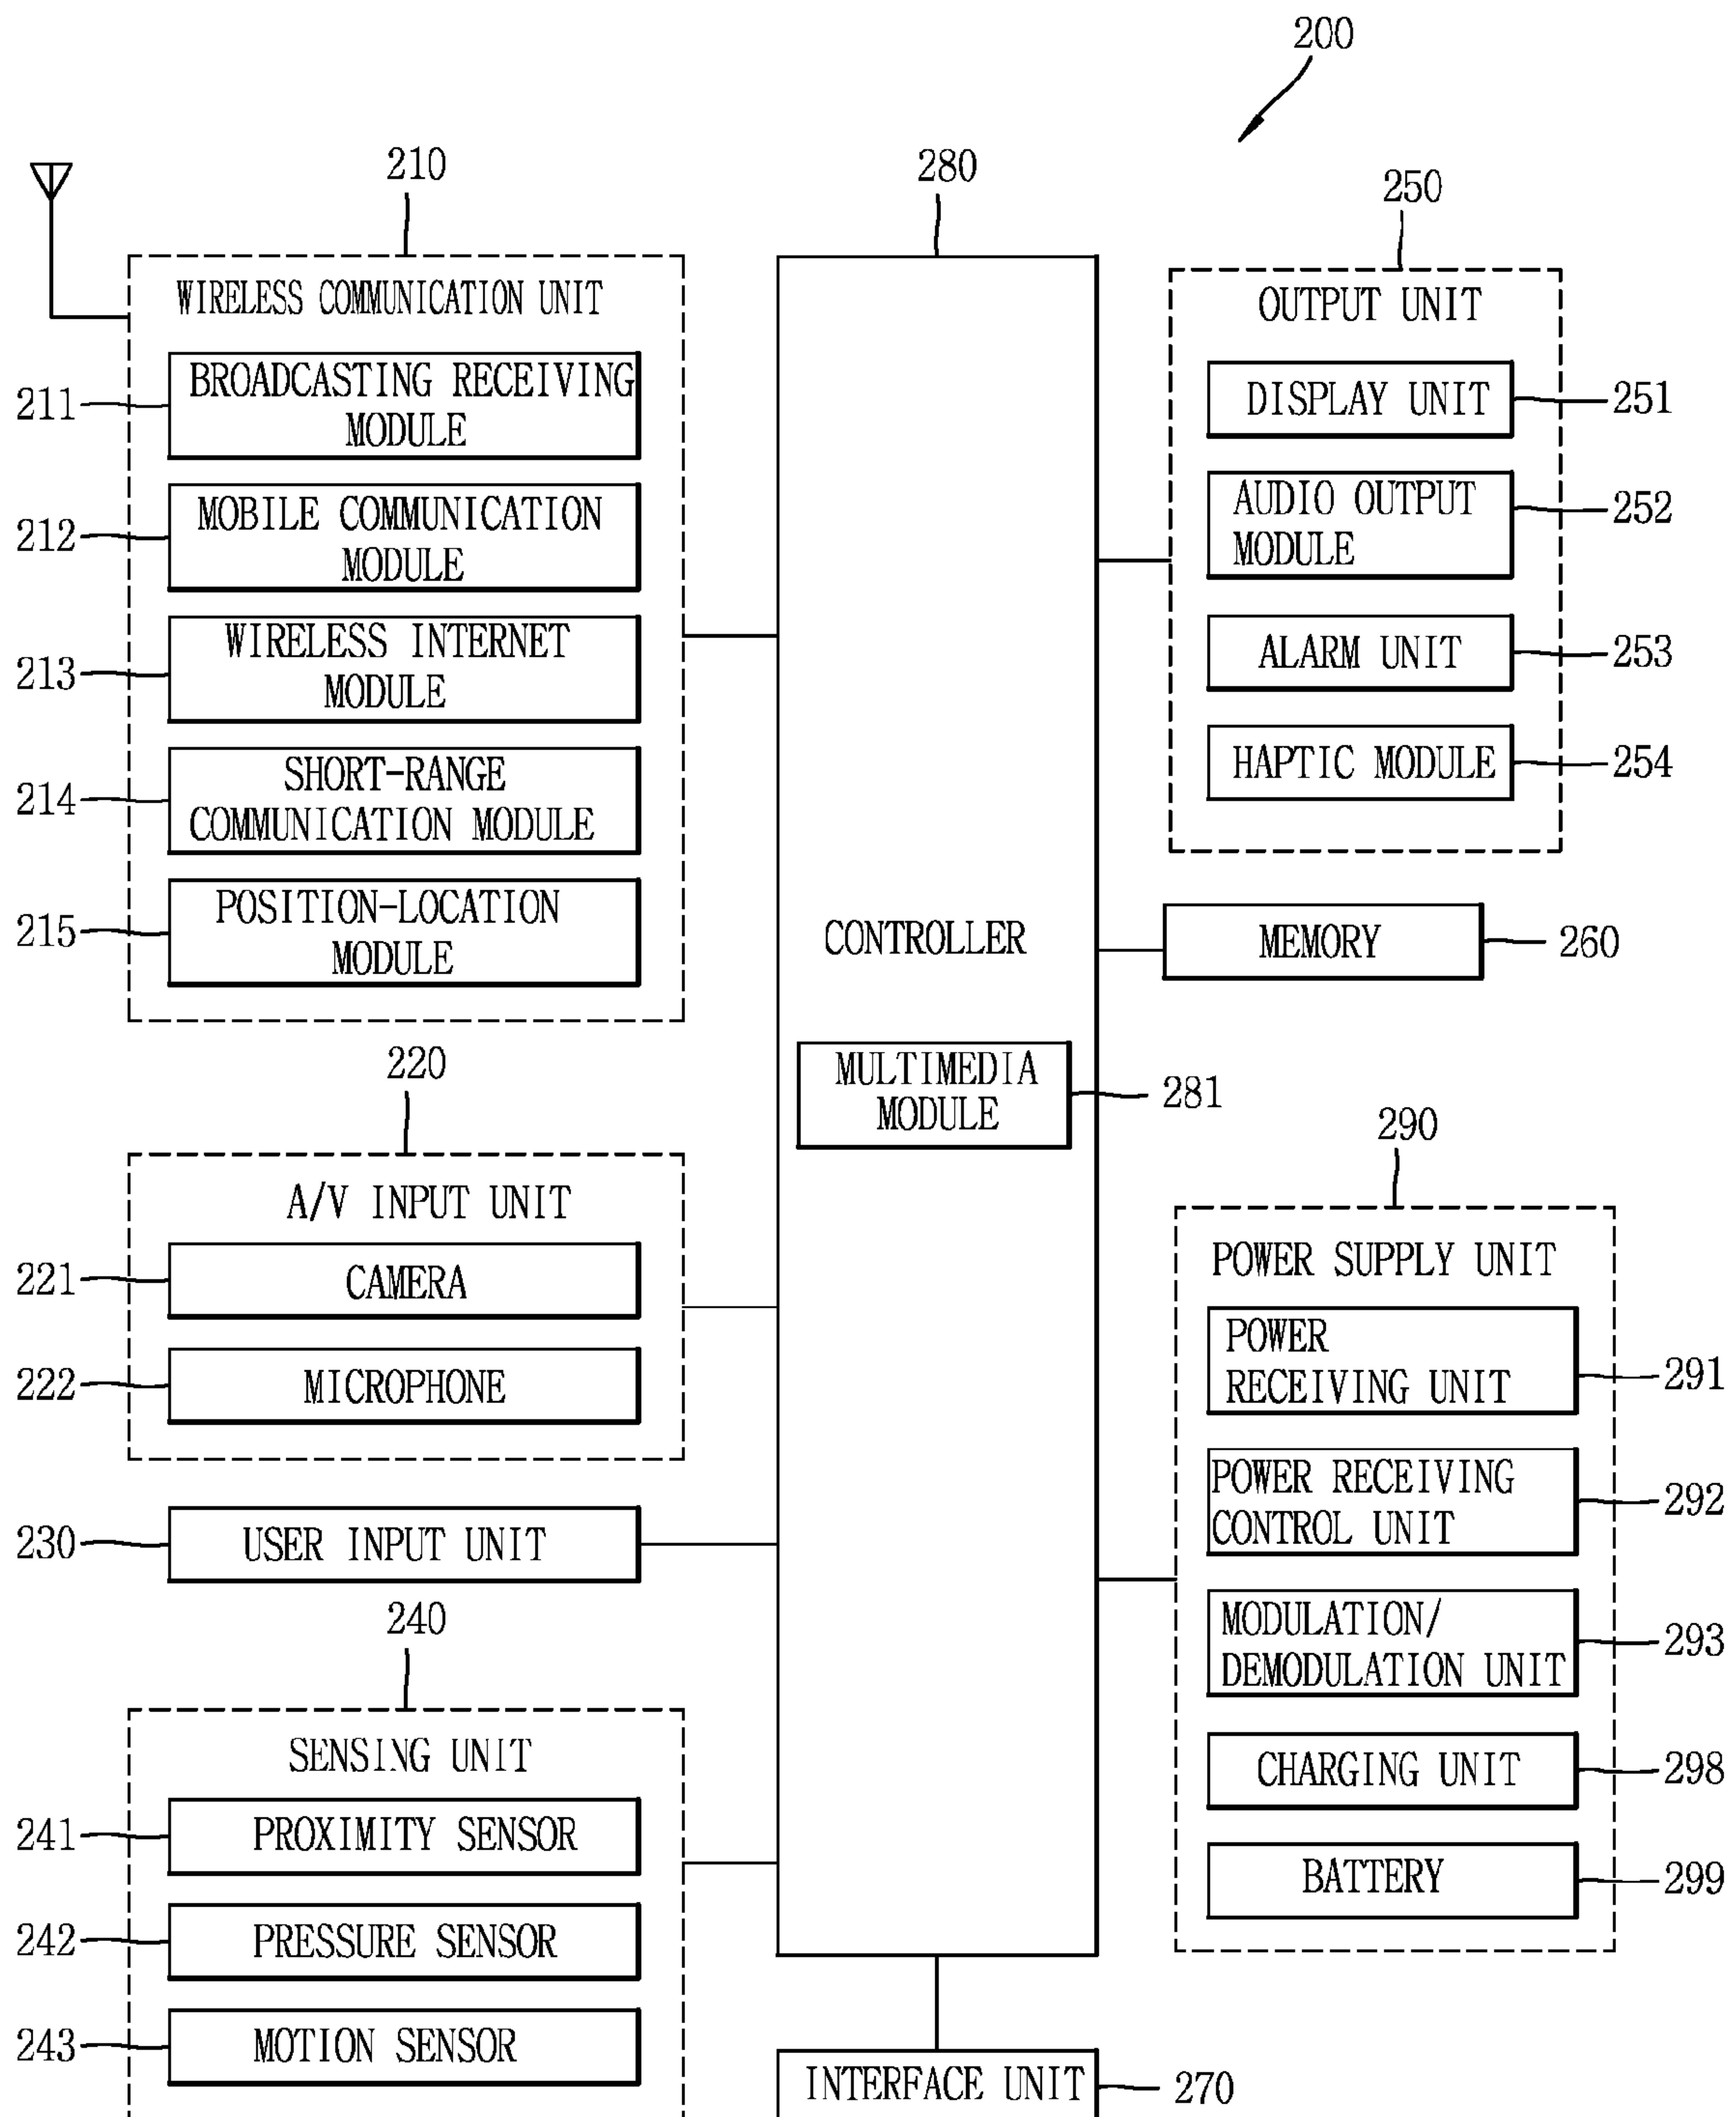 200
210
WIRELESS COMMUNICATION UNIT
211
BROADCASTING RECEIVING
MODULE
212
MOBILE COMMUNICATION
MODULE
213
WIRELESS INTERNET
MODULE
214
SHORT-RANGE
COMMUNICATION MODULE
215
POSITION-LOCATION
MODULE
220
A/V INPUT UNIT
221
CAMERA
222
MICROPHONE
230
USER INPUT UNIT
240
SENSING UNIT
241
PROXIMITY SENSOR
242
PRESSURE SENSOR
243
MOTION SENSOR
280
CONTROLLER
MULTIMEDIA
MODULE
281
INTERFACE UNIT
270
250
OUTPUT UNIT
DISPLAY UNIT
251
AUDIO OUTPUT
MODULE
252
ALARM UNIT
253
HAPTIC MODULE
254
MEMORY
260
290
POWER SUPPLY UNIT
POWER
RECEIVING UNIT
291
POWER RECEIVING
CONTROL UNIT
292
MODULATION/
DEMODULATION UNIT
293
CHARGING UNIT
298
BATTERY
299